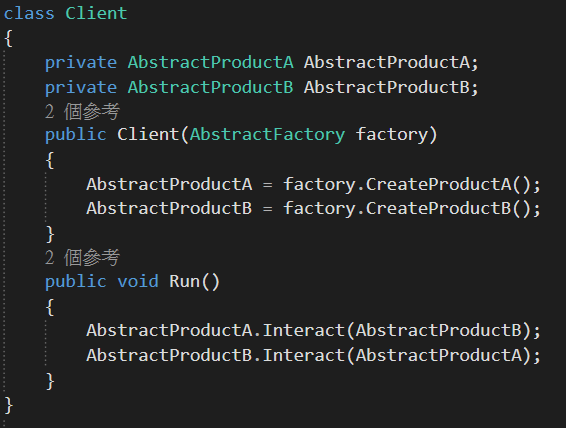 class Client
{
private AbstractProductA AbstractProductA;
private AbstractProductB AbstractProductB;
2 個參考
public Client(AbstractFactory factory)
{
AbstractProductA = factory.CreateProductA();
AbstractProductB = factory.CreateProductB();
}
2 個參考
public void Run()
{
AbstractProductA.Interact(AbstractProductB);
AbstractProductB.Interact(AbstractProductA);
}
}